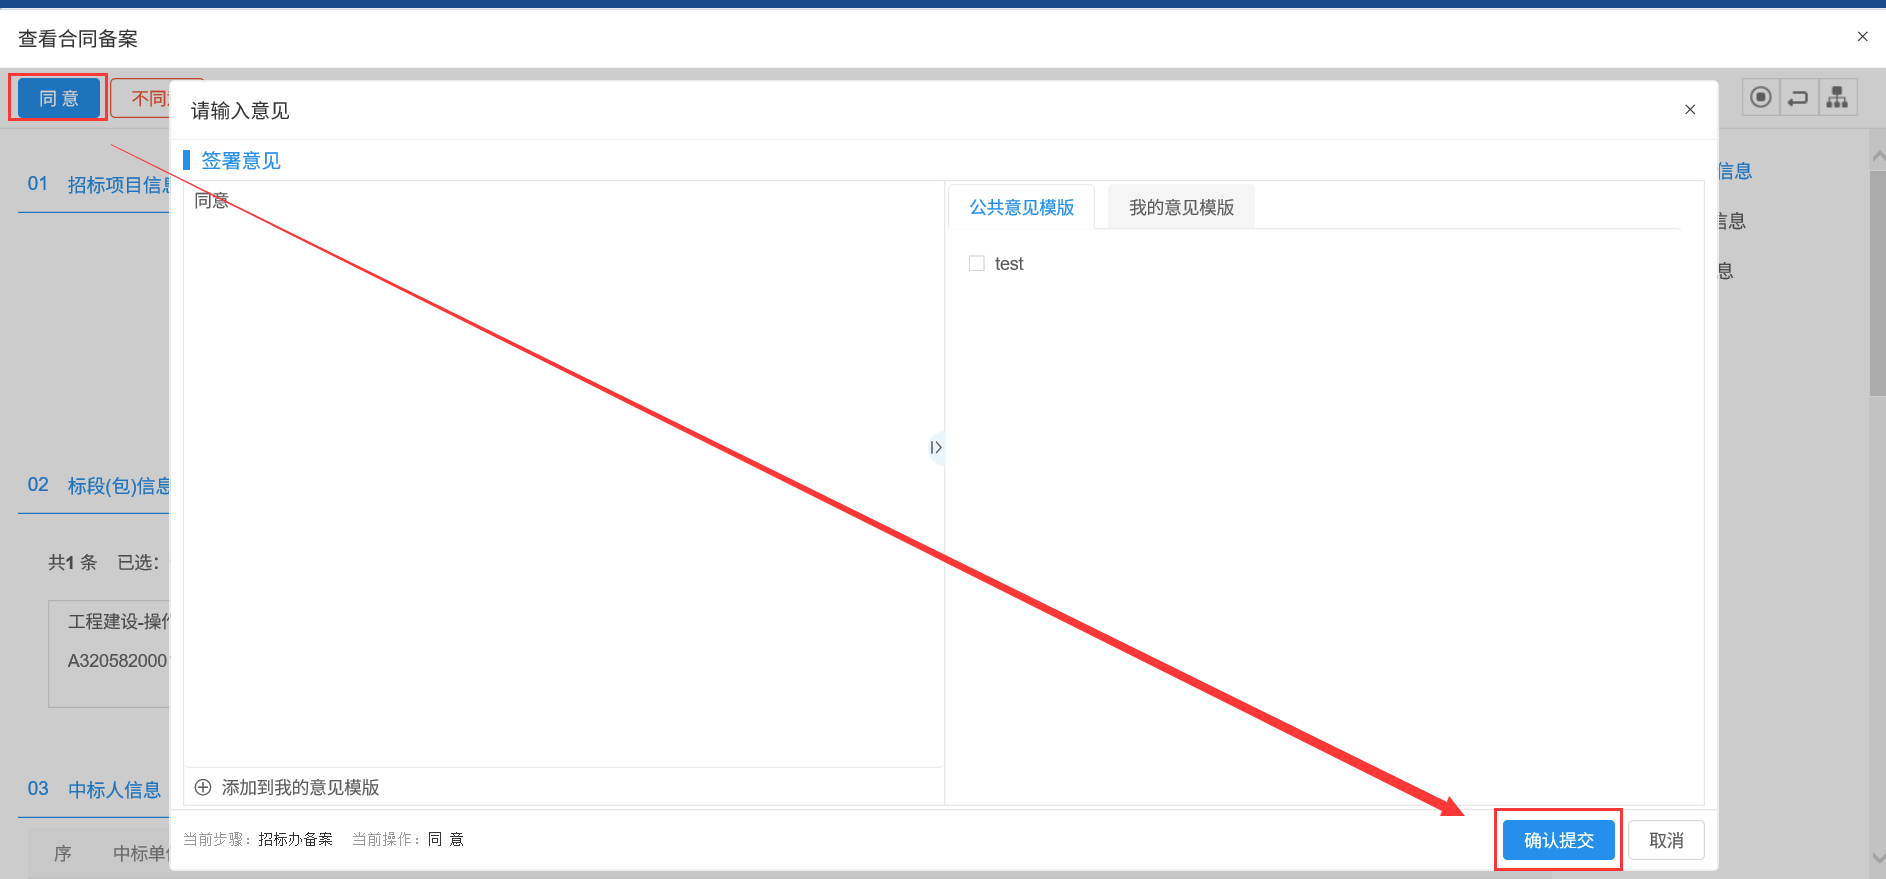 查看合同备案
同 意
不同
请输入意见
签署意见
01 招标项目信息
同意
公共意见模版
我的意见模版
信息
信息
息
test
02 标段(包)信息
共1 条 已选：
工程建设-操作
A320582000
添加到我的意见模版
03 中标人信息
序 中标单位
当前步骤：招标办备案 当前操作：同 意
确认提交
取消